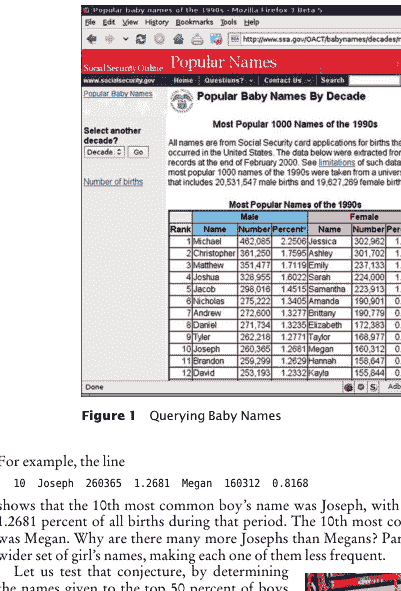 Popular baby names of the 1990s - Mozilla Firefox 3 Beta 5
File Edit View History Bookmarks Tools Help
http://www.ssa.gov/OACT/babynames/decades/
Social Security Online Popular Names
www.socialsecurity.gov Home Questions? Contact Us Search
Popular Baby Names
Popular Baby Names By Decade
Select another
decade?
Decade Go
Number of births
Most Popular 1000 Names of the 1990s
All names are from Social Security card applications for births tha
occurred in the United States. The data below were extracted from
records at the end of February 2000. See limitations of such data
most popular 1000 names of the 1990s were taken from a univers
that includes 20,531,547 male births and 19,627,269 female birth
Most Popular Names of the 1990s
Male Female
Rank Name Number Percent Name Number Per
1 Michael 462,085 2.2506 Jessica 302,962 1.
2 Christopher 361,250 1.7595 Ashley 301,702 1.
3 Matthew 351,477 1.7119 Emily 237,133 1.
4 Joshua 328,955 1.6022 Sarah 224,000 1.
5 Jacob 298,016 1.4515 Samantha 223,913 1.
6 Nicholas 275,222 1.3405 Amanda 190,901 0.
7 Andrew 272,600 1.3277 Brittany 190,779 0.
8 Daniel 271,734 1.3235 Elizabeth 172,383 0.
9 Tyler 262,218 1.2771 Taylor 168,977 0.
10 Joseph 260,365 1.2681 Megan 160,312 0.
11 Brandon 259,299 1.2629 Hannah 158,647 0.
12 David 253,193 1.2332 Kayla 155,844 0.
Done Adb
Figure 1 Querying Baby Names
For example, the line
10 Joseph 260365 1.2681 Megan 160312 0.8168
shows that the 10th most common boy's name was Joseph, with
1.2681 percent of all births during that period. The 10th most co
was Megan. Why are there many more Josephs than Megans? Par
wider set of girl's names, making each one of them less frequent.
Let us test that conjecture, by determining
the names given to the top 50 percent of boys